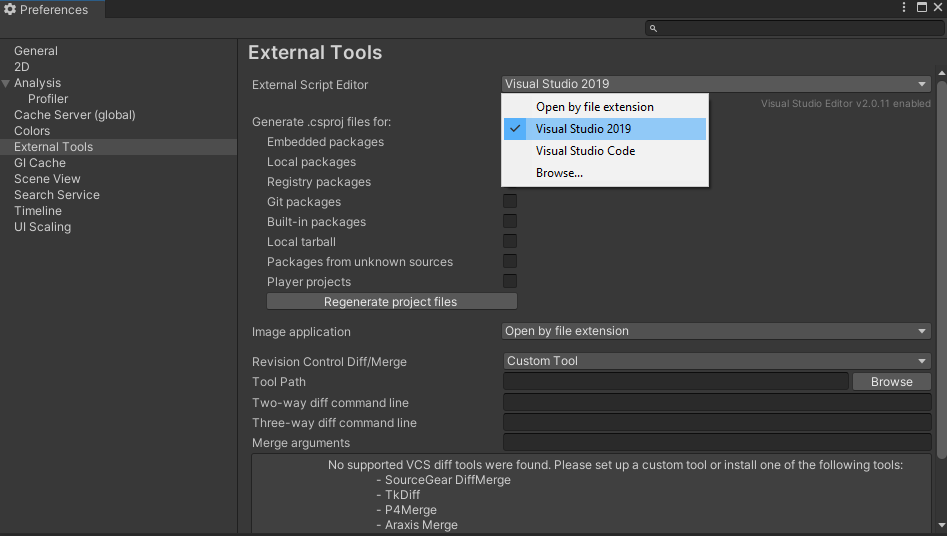 Preferences
General
2D
Analysis
Profiler
Cache Server (global)
Colors
External Tools
GI Cache
Scene View
Search Service
Timeline
UI Scaling
External Tools
External Script Editor
Visual Studio 2019
Open by file extension
Visual Studio 2019
Visual Studio Code
Browse...
Visual Studio Editor v2.0.11 enabled
Generate .csproj files for:
Embedded packages
Local packages
Registry packages
Git packages
Built-in packages
Local tarball
Packages from unknown sources
Player projects
Regenerate project files
Image application
Open by file extension
Revision Control Diff/Merge
Custom Tool
Tool Path
Browse
Two-way diff command line
Three-way diff command line
Merge arguments
No supported VCS diff tools were found. Please set up a custom tool or install one of the following tools:
- SourceGear DiffMerge
- TkDiff
- P4Merge
- Araxis Merge